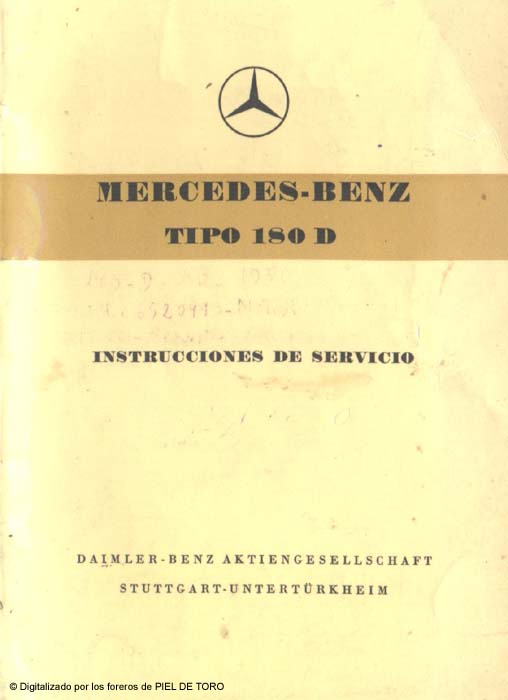 MERCEDES-BENZ
TIPO 180 D
INSTRUCCIONES DE SERVICIO
DAIMLER-BENZ AKTIENGESELLSCHAFT
STUTTGART-UNTERTÜRKHEIM
© Digitalizado por los foreros de PIEL DE TORO